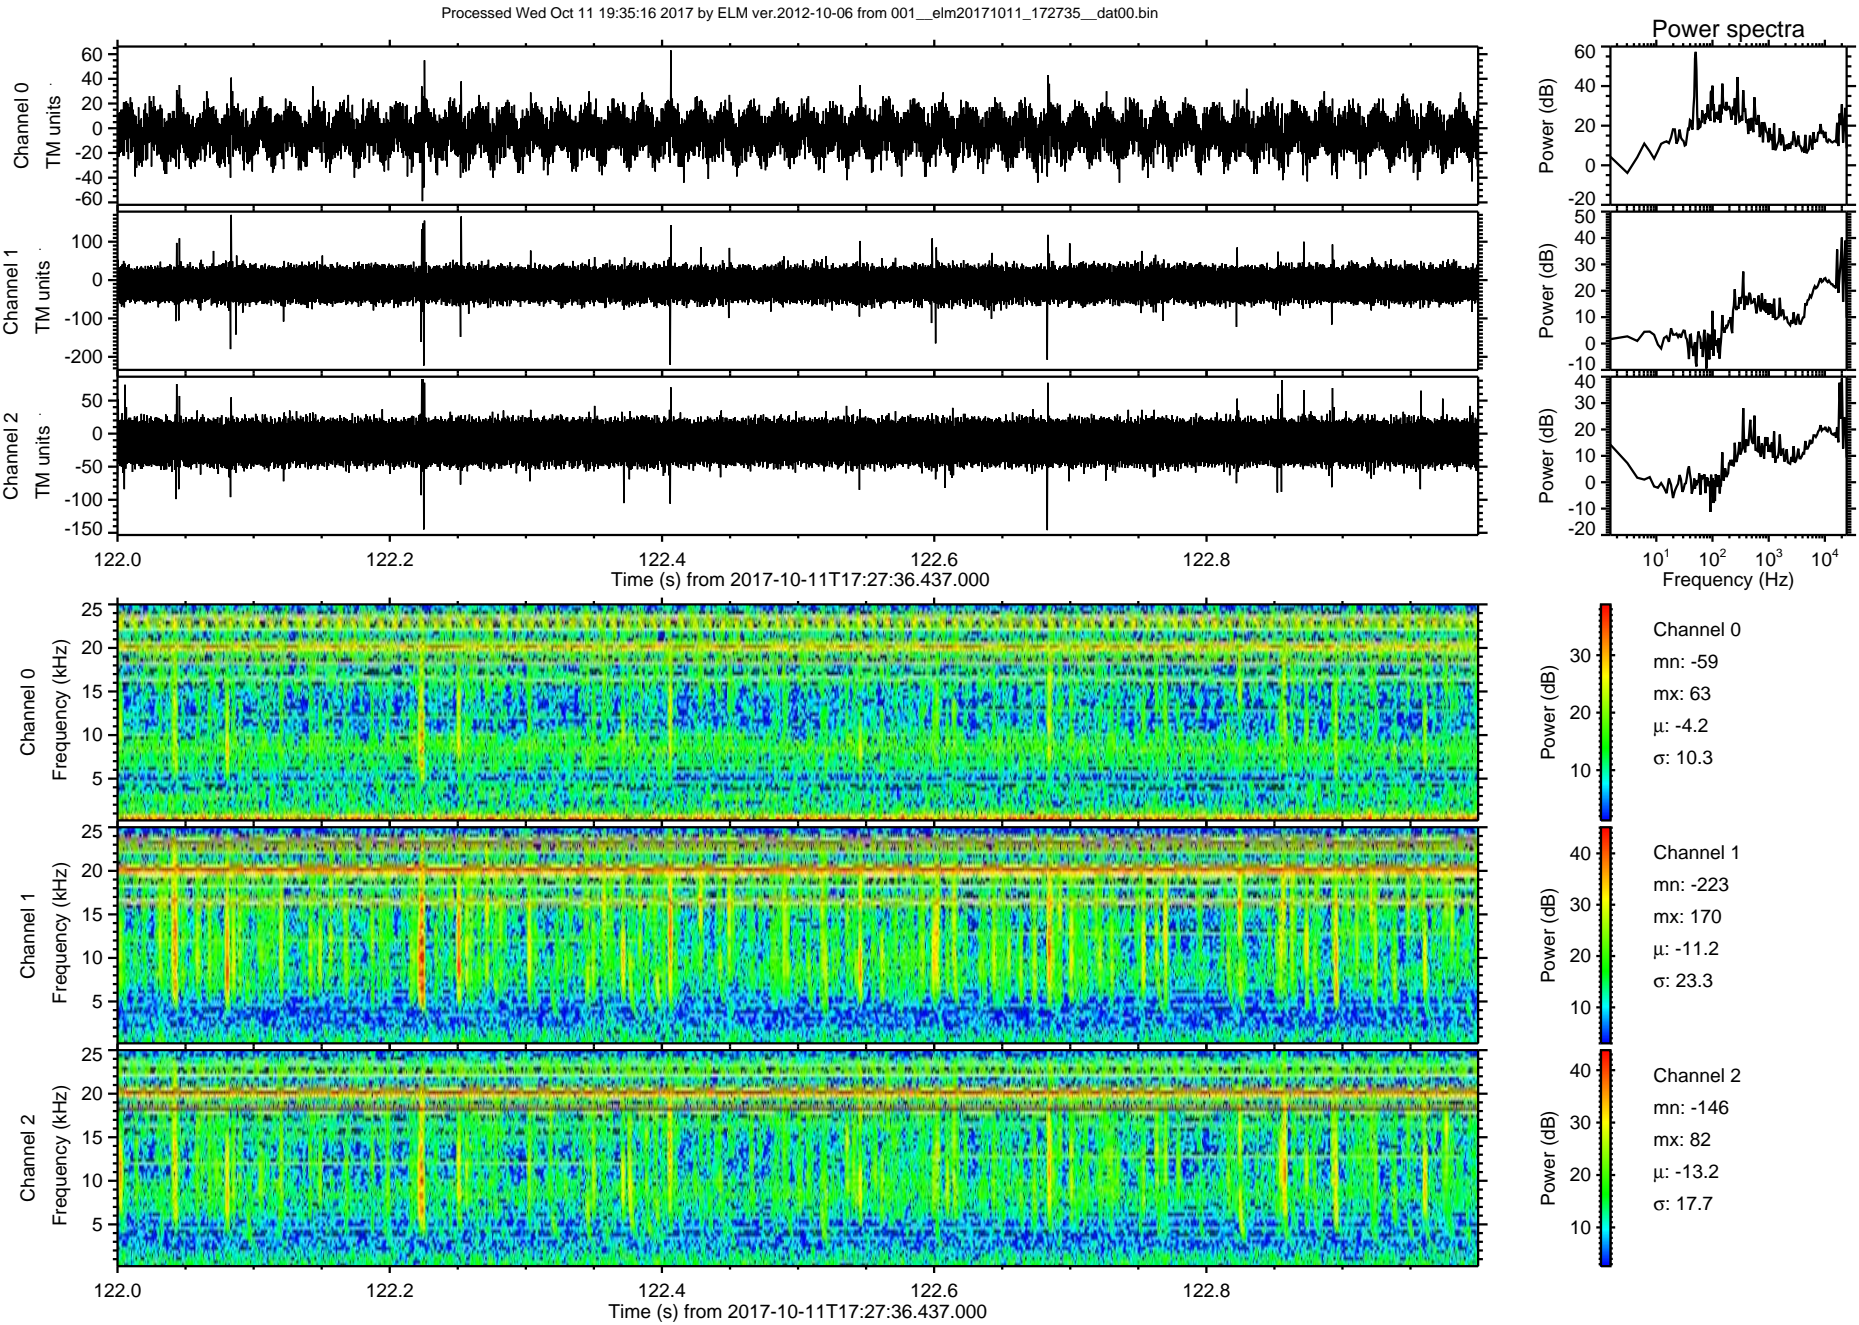 Processed Wed Oct 11 19:35:16 2017 by ELM ver.2012-10-06 from 001__elm20171011_172735__dat00.bin
Power spectra
Channel 0
TM units
60
40
20
0
-20
-40
-60
Power (dB)
60
40
20
0
-20
Channel 1
TM units
100
0
-100
-200
Power (dB)
50
40
30
20
10
0
-10
Channel 2
TM units
50
0
-50
-100
-150
Power (dB)
40
30
20
10
0
-10
-20
122.0 122.2 122.4 122.6 122.8
Time (s) from 2017-10-11T17:27:36.437.000
10^1 10^2 10^3 10^4
Frequency (Hz)
Channel 0
Frequency (kHz)
25
20
15
10
5
Power (dB)
30
20
10
Channel 0
mn: -59
mx: 63
μ: -4.2
σ: 10.3
Channel 1
Frequency (kHz)
25
20
15
10
5
Power (dB)
40
30
20
10
Channel 1
mn: -223
mx: 170
μ: -11.2
σ: 23.3
Channel 2
Frequency (kHz)
25
20
15
10
5
Power (dB)
40
30
20
10
Channel 2
mn: -146
mx: 82
μ: -13.2
σ: 17.7
122.0 122.2 122.4 122.6 122.8
Time (s) from 2017-10-11T17:27:36.437.000